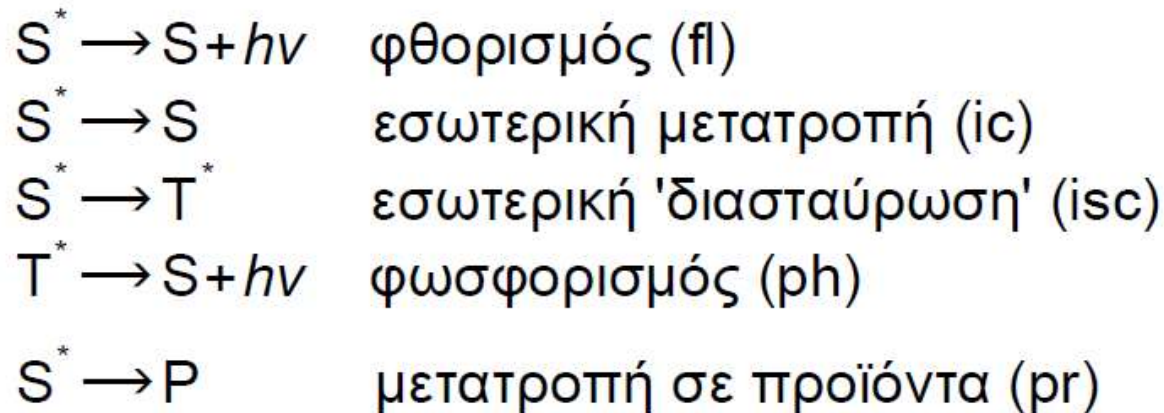 S* → S + hν φθορισμός (fl)
S* → S εσωτερική μετατροπή (ic)
S* → T* εσωτερική 'διασταύρωση' (isc)
T* → S + hν φωσφορισμός (ph)
S* → P μετατροπή σε προϊόντα (pr)